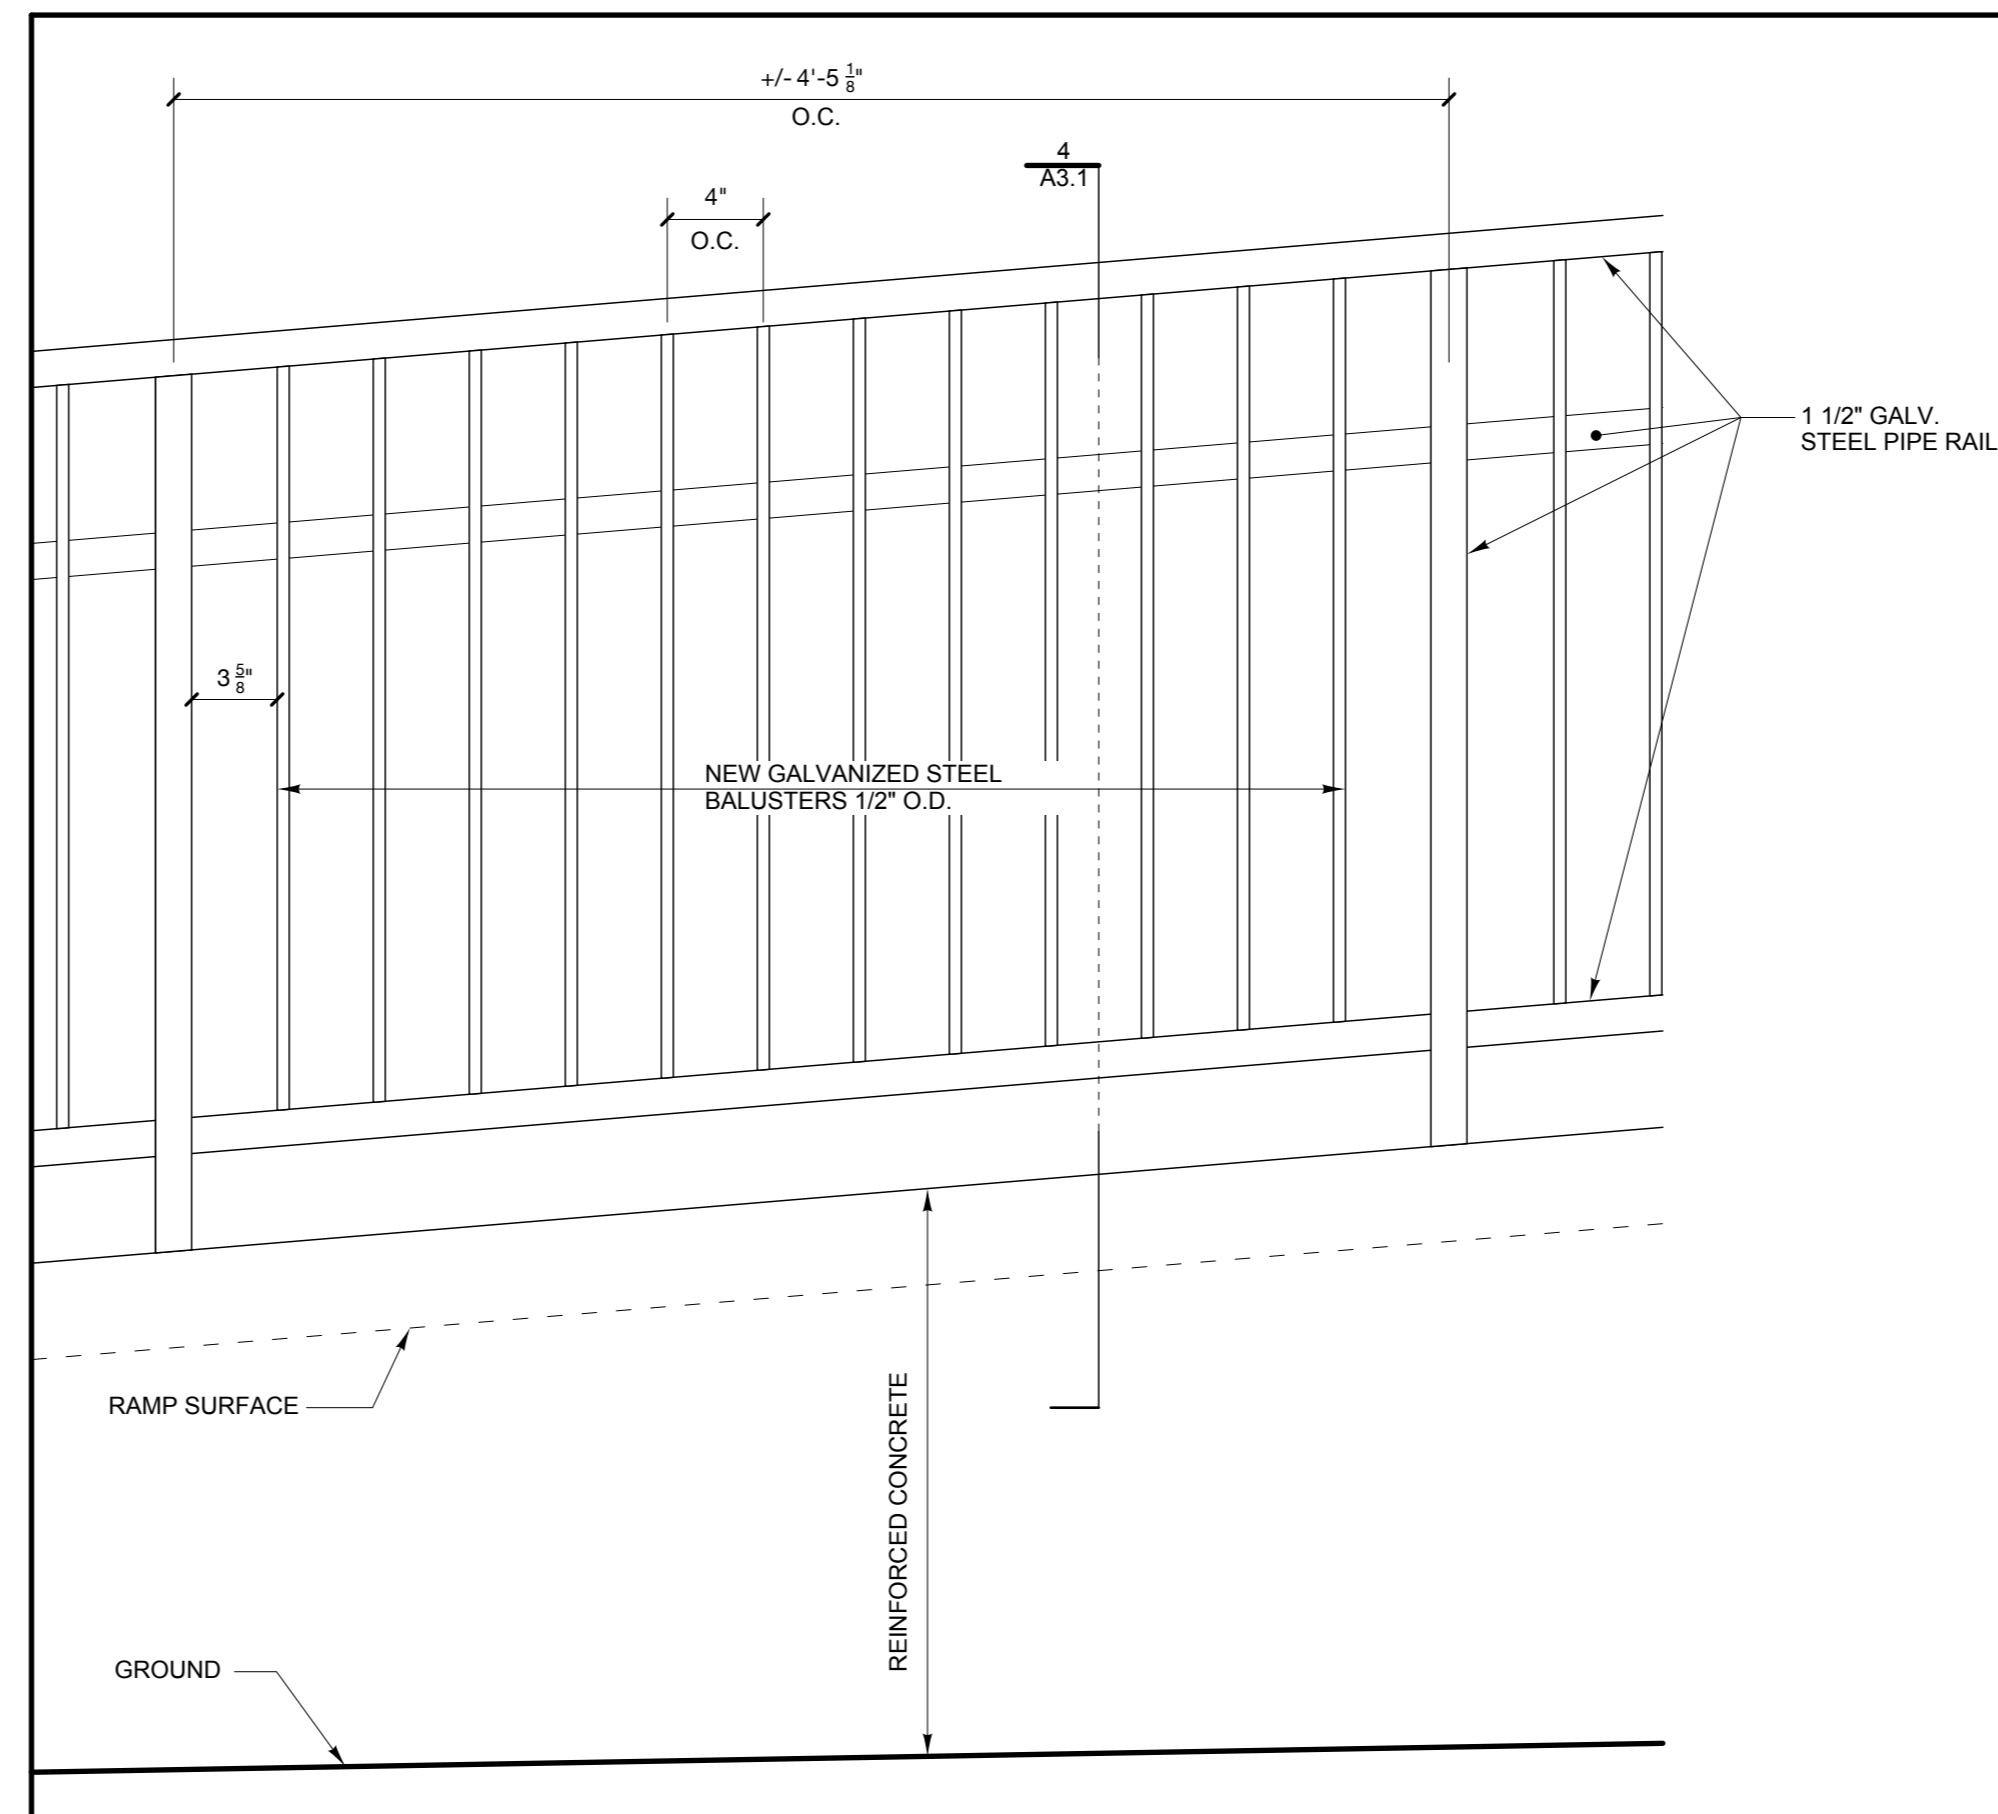 +/- 4'-5 1/8"
O.C.
4
A3.1
4"
O.C.
1 1/2" GALV.
STEEL PIPE RAIL
3 5/8"
NEW GALVANIZED STEEL
BALUSTERS 1/2" O.D.
RAMP SURFACE
REINFORCED CONCRETE
GROUND